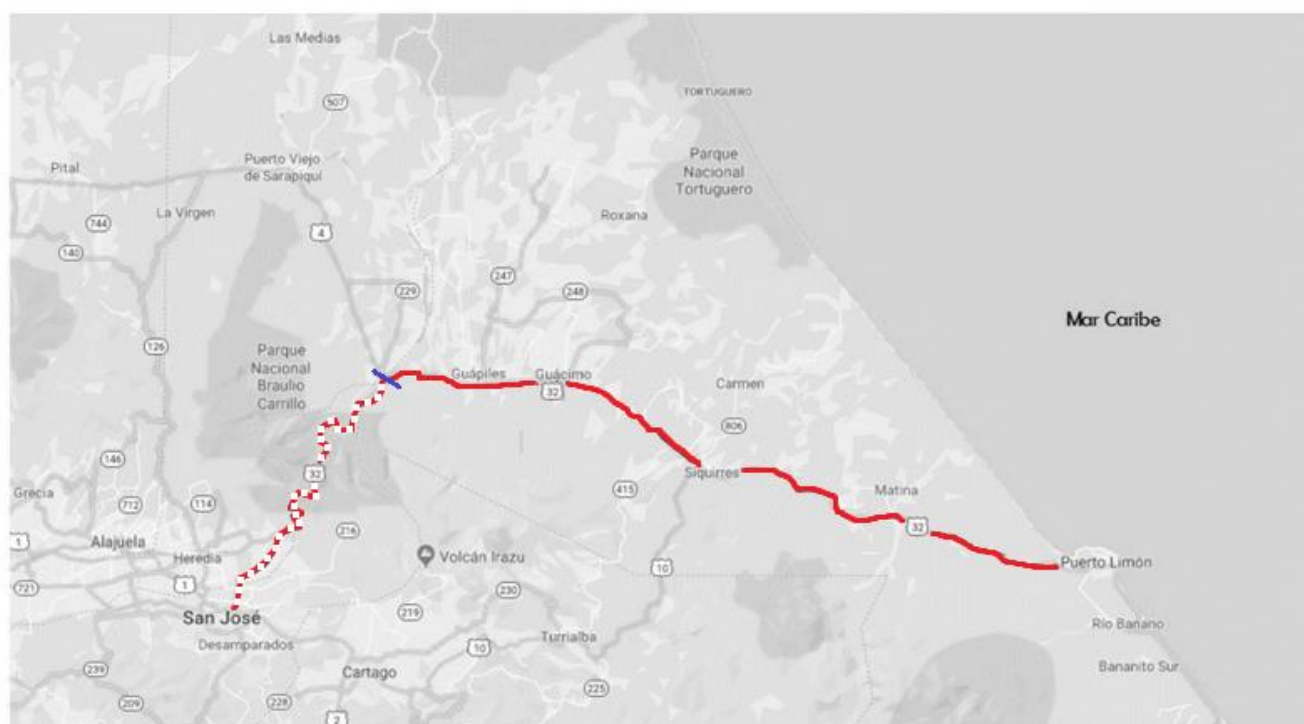 Las Medias
507
TORTUGUERO
Parque
Nacional
Tortuguero
Pital
Puerto Viejo
de Sarapiquí
La Virgen
744
4
140
Roxana
247
229
248
Mar Caribe
126
Parque
Nacional
Braulio
Carrillo
Guápiles
Guácimo
32
Carmen
806
146
32
Siquirres
Grecia
712
114
415
Matina
216
32
1
Alajuela
Heredia
Volcán Irazu
Puerto Limón
721
1
10
230
San José
219
Río Banano
Desamparados
10
Turrialba
Bananito Sur
239
Cartago
225
209
228
2